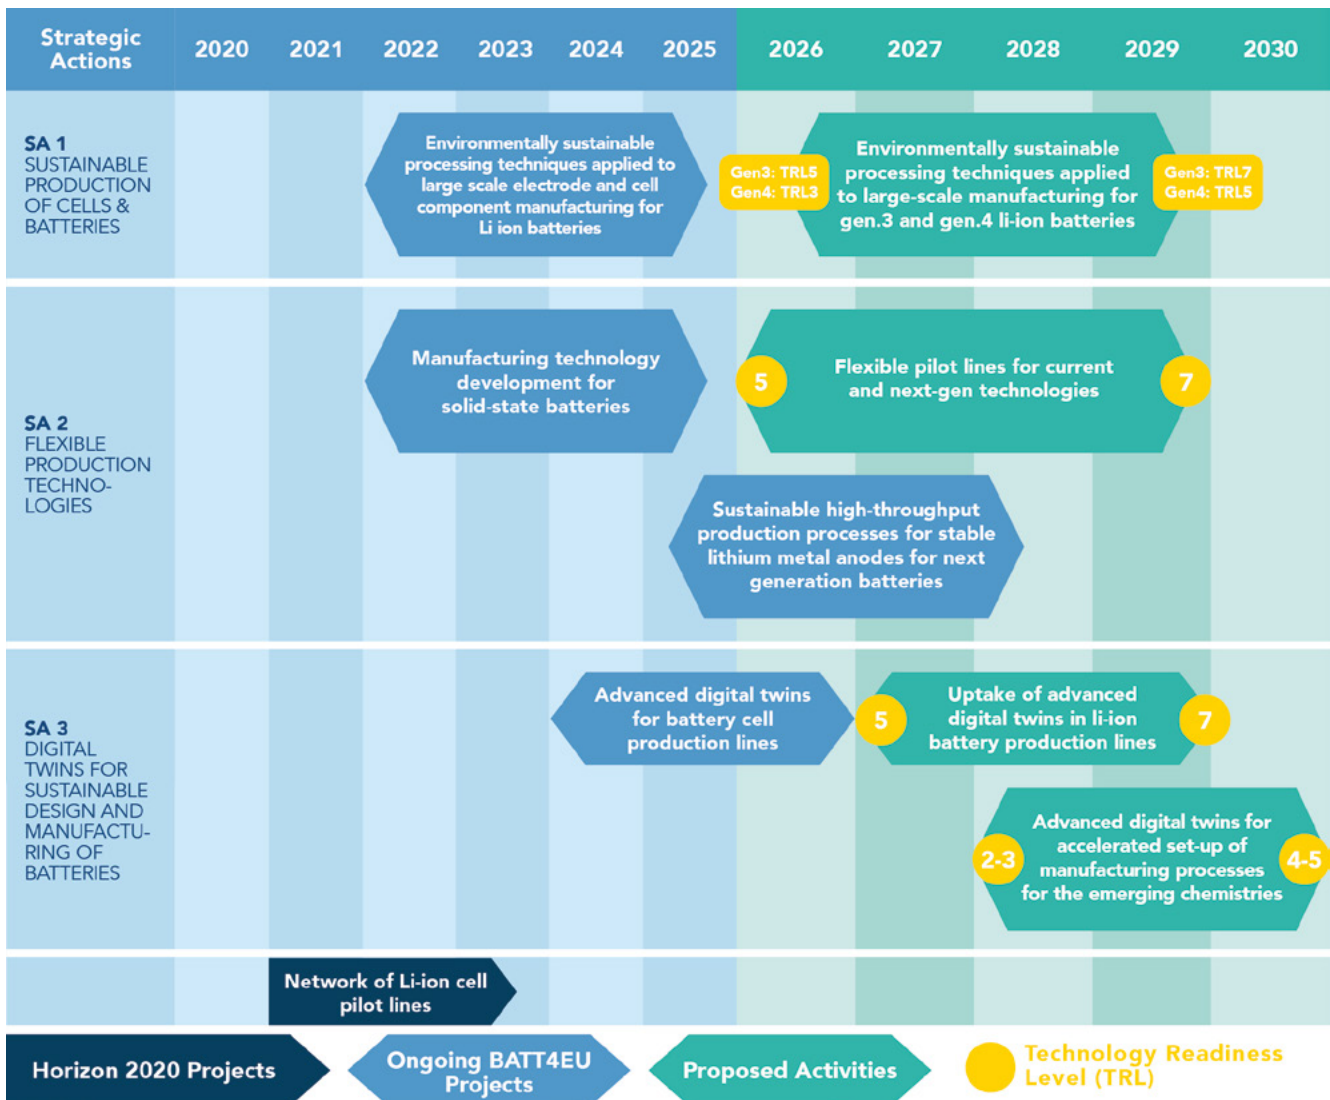 Strategic
Actions
2020
2021
2022
2023
2024
2025
2026
2027
2028
2029
2030
SA 1
SUSTAINABLE
PRODUCTION
OF CELLS &
BATTERIES
Environmentally sustainable
processing techniques applied to
large scale electrode and cell
component manufacturing for
Li ion batteries
Gen3: TRL5
Gen4: TRL3
Environmentally sustainable
processing techniques applied
to large-scale manufacturing for
gen.3 and gen.4 li-ion batteries
Gen3: TRL7
Gen4: TRL5
SA 2
FLEXIBLE
PRODUCTION
TECHNO-
LOGIES
Manufacturing technology
development for
solid-state batteries
5
Flexible pilot lines for current
and next-gen technologies
7
Sustainable high-throughput
production processes for stable
lithium metal anodes for next
generation batteries
SA 3
DIGITAL
TWINS FOR
SUSTAINABLE
DESIGN AND
MANUFACTU-
RING OF
BATTERIES
Advanced digital twins
for battery cell
production lines
5
Uptake of advanced
digital twins in li-ion
battery production lines
7
2-3
Advanced digital twins for
accelerated set-up of
manufacturing processes
for the emerging chemistries
4-5
Network of Li-ion cell
pilot lines
Horizon 2020 Projects
Ongoing BATT4EU
Projects
Proposed Activities
Technology Readiness
Level (TRL)